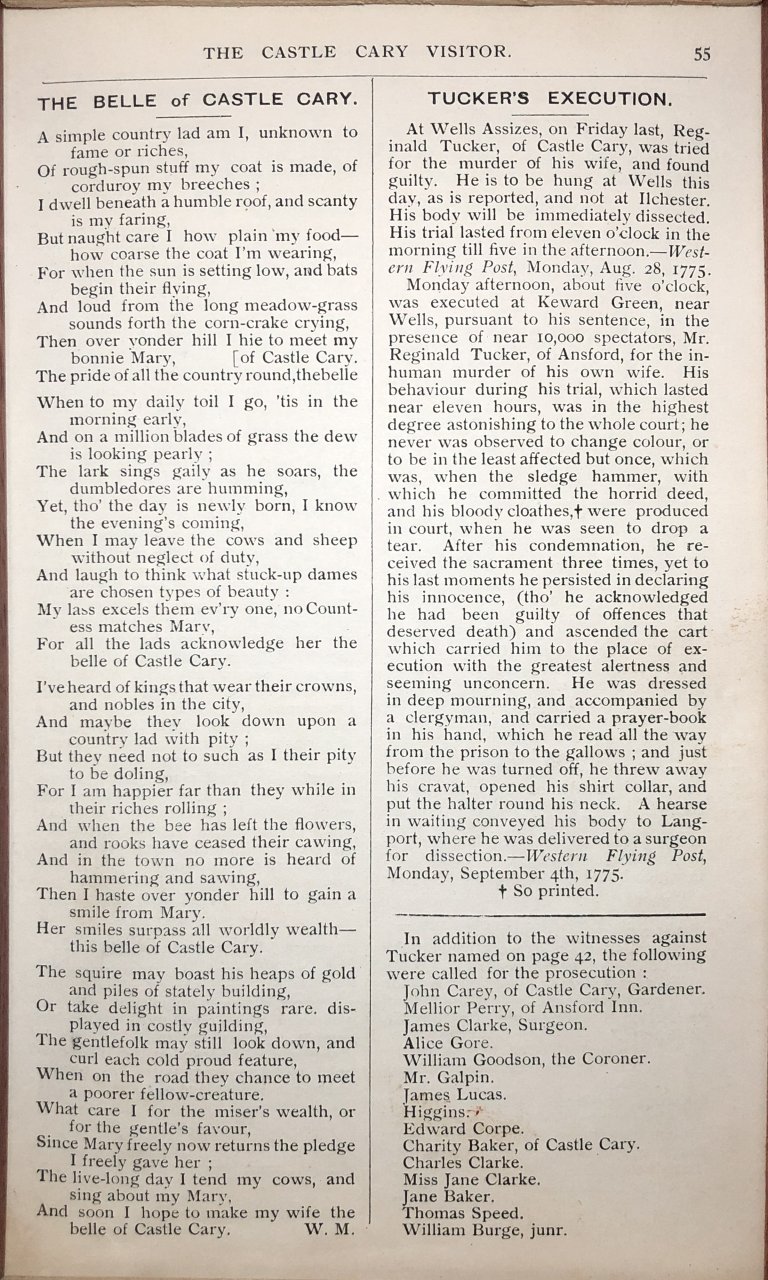 THE CASTLE CARY VISITOR.
55
THE BELLE of CASTLE CARY.
A simple country lad am I, unknown to
fame or riches,
Of rough-spun stuff my coat is made, of
corduroy my breeches ;
I dwell beneath a humble roof, and scanty
is my faring,
But naught care I how plain my food—
how coarse the coat I'm wearing,
For when the sun is setting low, and bats
begin their flying,
And loud from the long meadow-grass
sounds forth the corn-crake crying,
Then over yonder hill I hie to meet my
bonnie Mary, [of Castle Cary.
The pride of all the country round,thebelle
When to my daily toil I go, 'tis in the
morning early,
And on a million blades of grass the dew
is looking pearly ;
The lark sings gaily as he soars, the
dumbledores are humming,
Yet, tho' the day is newly born, I know
the evening's coming,
When I may leave the cows and sheep
without neglect of duty,
And laugh to think what stuck-up dames
are chosen types of beauty :
My lass excels them ev'ry one, no Count-
ess matches Mary,
For all the lads acknowledge her the
belle of Castle Cary.
I've heard of kings that wear their crowns,
and nobles in the city,
And maybe they look down upon a
country lad with pity ;
But they need not to such as I their pity
to be doling,
For I am happier far than they while in
their riches rolling ;
And when the bee has left the flowers,
and rooks have ceased their cawing,
And in the town no more is heard of
hammering and sawing,
Then I haste over yonder hill to gain a
smile from Mary.
Her smiles surpass all worldly wealth—
this belle of Castle Cary.
The squire may boast his heaps of gold
and piles of stately building,
Or take delight in paintings rare. dis-
played in costly guilding,
The gentlefolk may still look down, and
curl each cold proud feature,
When on the road they chance to meet
a poorer fellow-creature.
What care I for the miser's wealth, or
for the gentle's favour,
Since Mary freely now returns the pledge
I freely gave her ;
The live-long day I tend my cows, and
sing about my Mary,
And soon I hope to make my wife the
belle of Castle Cary. W. M.
TUCKER'S EXECUTION.
At Wells Assizes, on Friday last, Reg-
inald Tucker, of Castle Cary, was tried
for the murder of his wife, and found
guilty. He is to be hung at Wells this
day, as is reported, and not at Ilchester.
His body will be immediately dissected.
His trial lasted from eleven o'clock in the
morning till five in the afternoon.—West-
ern Flying Post, Monday, Aug. 28, 1775.
Monday afternoon, about five o'clock,
was executed at Keward Green, near
Wells, pursuant to his sentence, in the
presence of near 10,000 spectators, Mr.
Reginald Tucker, of Ansford, for the in-
human murder of his own wife. His
behaviour during his trial, which lasted
near eleven hours, was in the highest
degree astonishing to the whole court; he
never was observed to change colour, or
to be in the least affected but once, which
was, when the sledge hammer, with
which he committed the horrid deed,
and his bloody cloathes,† were produced
in court, when he was seen to drop a
tear. After his condemnation, he re-
ceived the sacrament three times, yet to
his last moments he persisted in declaring
his innocence, (tho' he acknowledged
he had been guilty of offences that
deserved death) and ascended the cart
which carried him to the place of ex-
ecution with the greatest alertness and
seeming unconcern. He was dressed
in deep mourning, and accompanied by
a clergyman, and carried a prayer-book
in his hand, which he read all the way
from the prison to the gallows ; and just
before he was turned off, he threw away
his cravat, opened his shirt collar, and
put the halter round his neck. A hearse
in waiting conveyed his body to Lang-
port, where he was delivered to a surgeon
for dissection.—Western Flying Post,
Monday, September 4th, 1775.
† So printed.
In addition to the witnesses against
Tucker named on page 42, the following
were called for the prosecution :
John Carey, of Castle Cary, Gardener.
Mellior Perry, of Ansford Inn.
James Clarke, Surgeon.
Alice Gore.
William Goodson, the Coroner.
Mr. Galpin.
James Lucas.
Higgins.
Edward Corpe.
Charity Baker, of Castle Cary.
Charles Clarke.
Miss Jane Clarke.
Jane Baker.
Thomas Speed.
William Burge, junr.